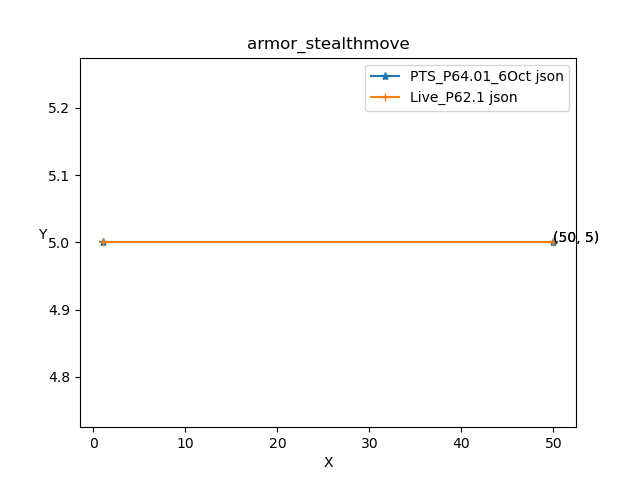 armor_stealthmove
PTS_P64.01_6Oct json
Live_P62.1 json
5.2
5.1
Y
5.0
(50, 5)
4.9
4.8
0 10 20 30 40 50
X